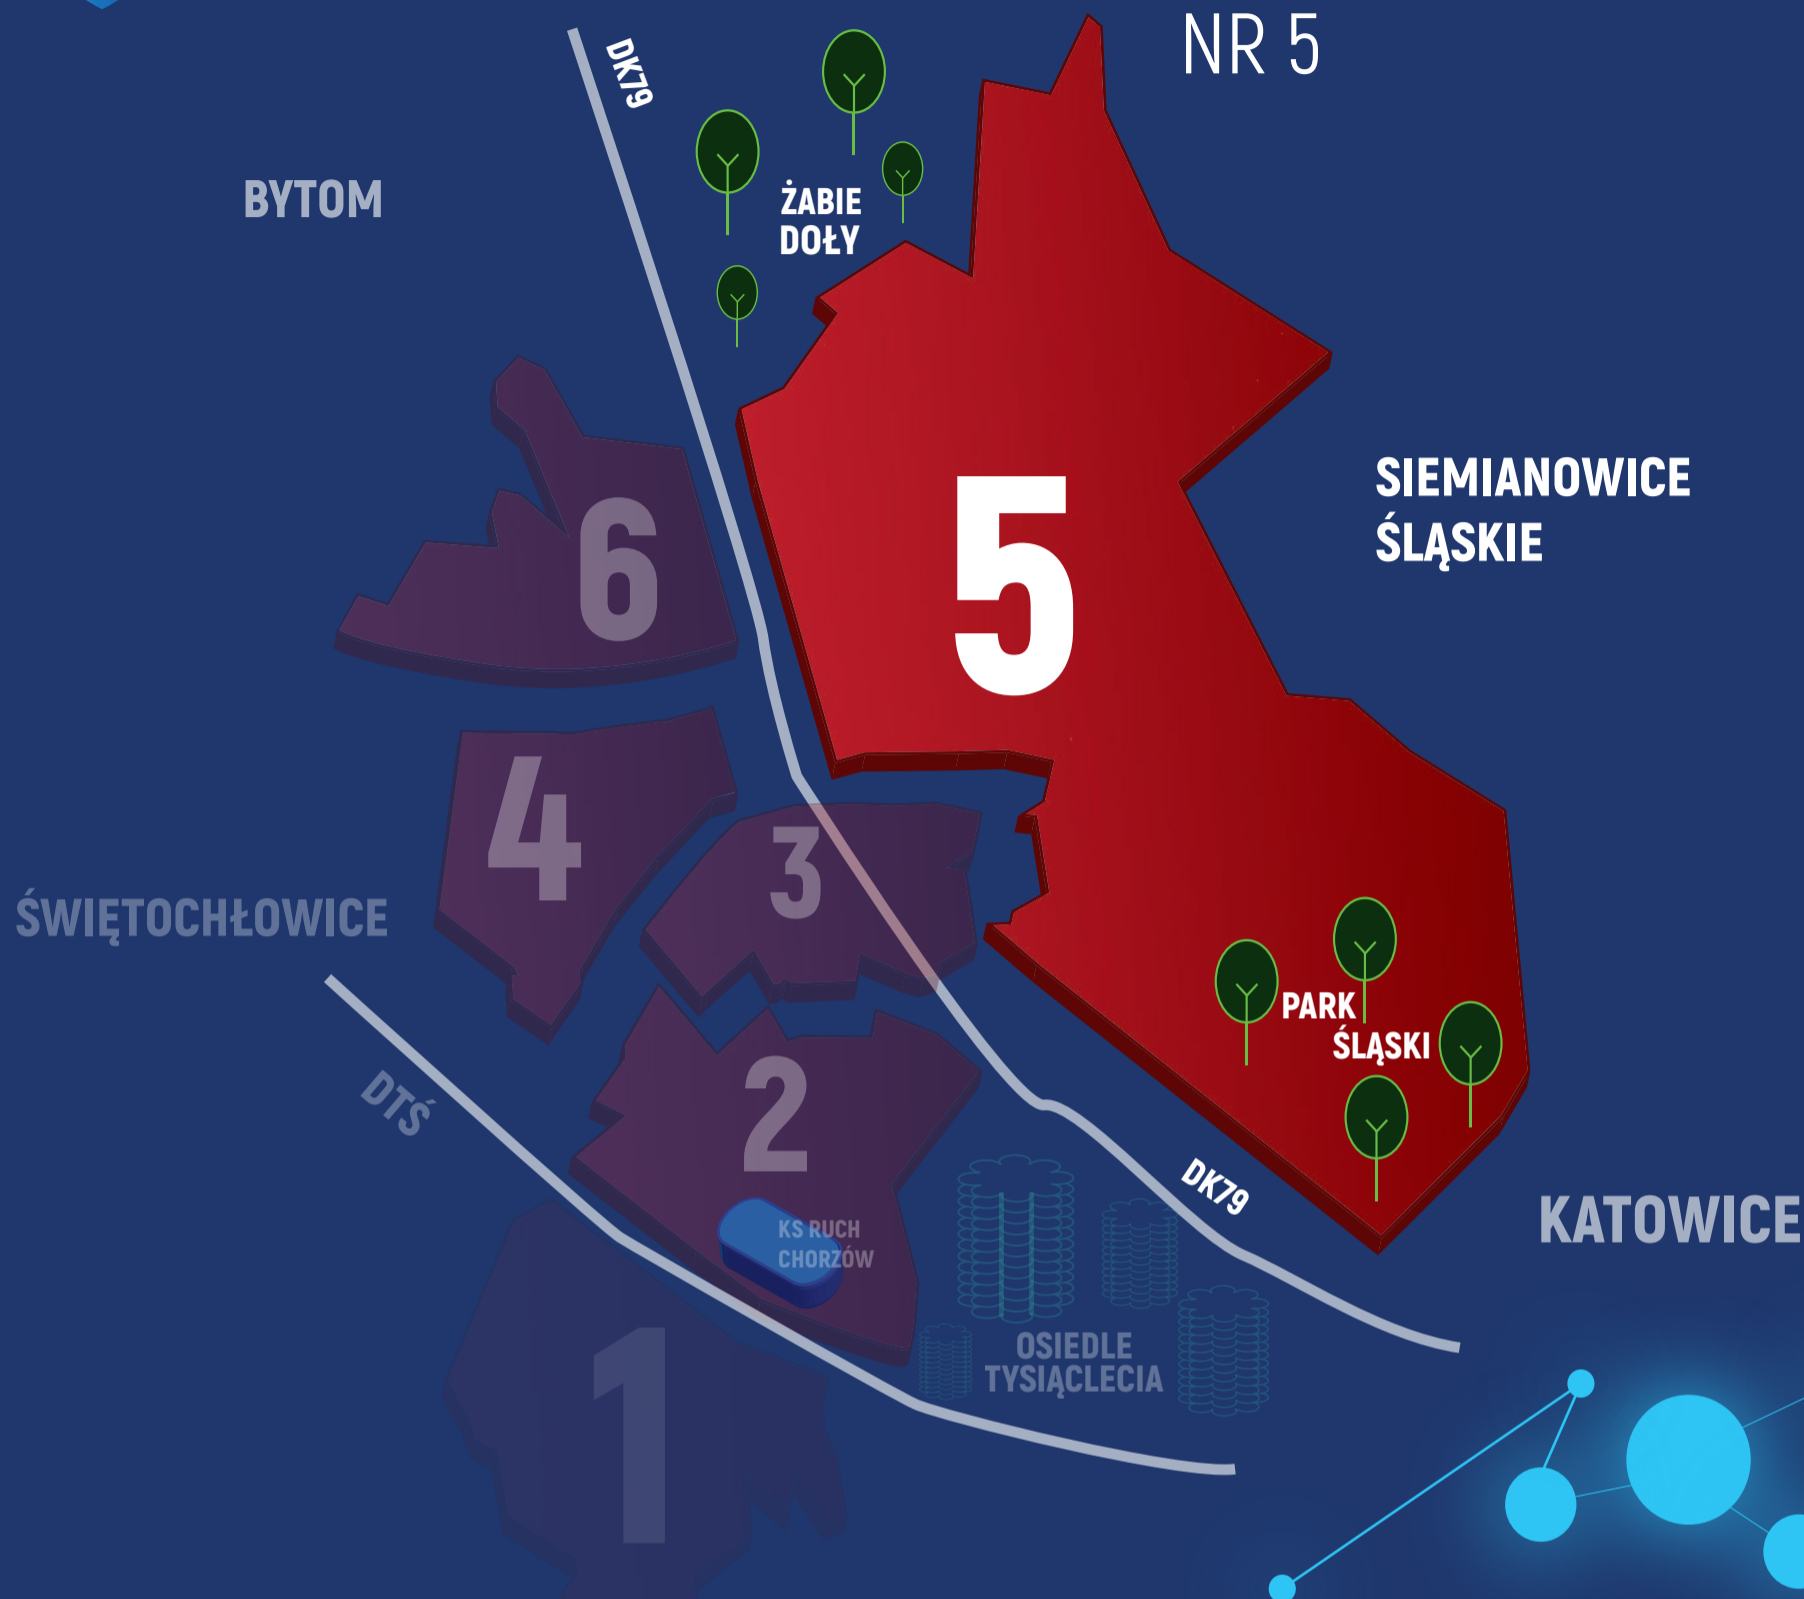 NR 5
DK79
BYTOM
ŻABIE
DOŁY
6
5
SIEMIANOWICE
ŚLĄSKIE
4
3
ŚWIĘTOCHŁOWICE
PARK
ŚLĄSKI
DTŚ
2
DK79
KATOWICE
KS RUCH
CHORZÓW
OSIEDLE
TYSIĄCLECIA
1